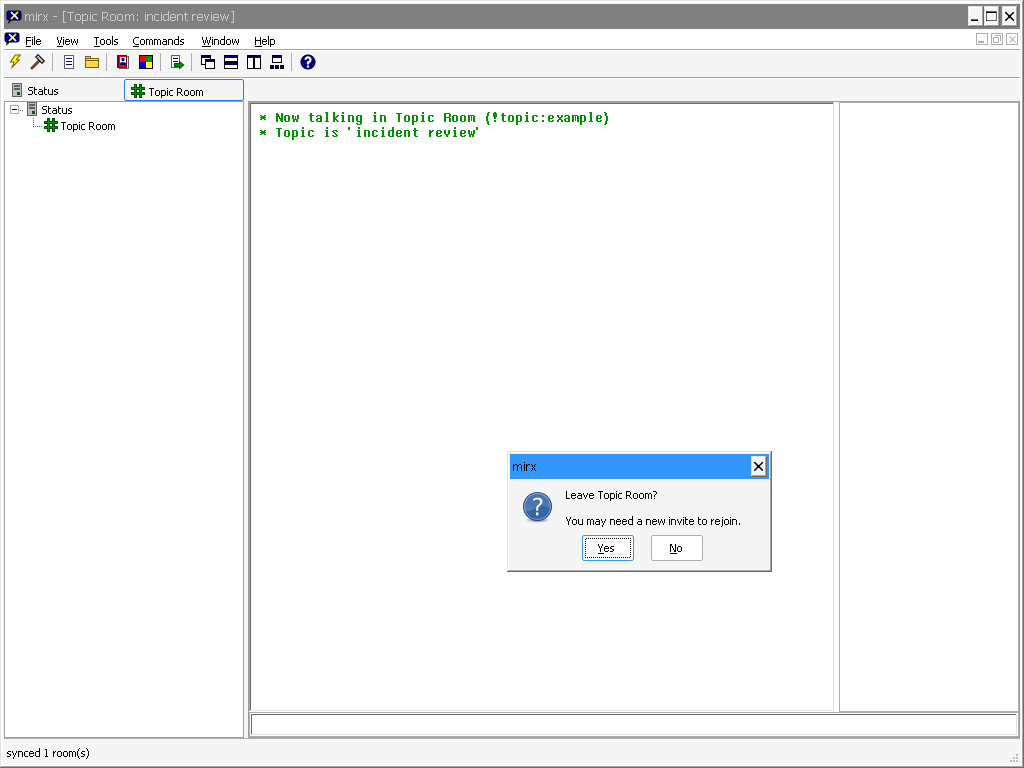 mirx - [Topic Room: incident review]
File View Tools Commands Window Help
Status Topic Room
Status
Topic Room
* Now talking in Topic Room (!topic:example)
* Topic is 'incident review'
mirx
Leave Topic Room?
You may need a new invite to rejoin.
Yes No
synced 1 room(s)